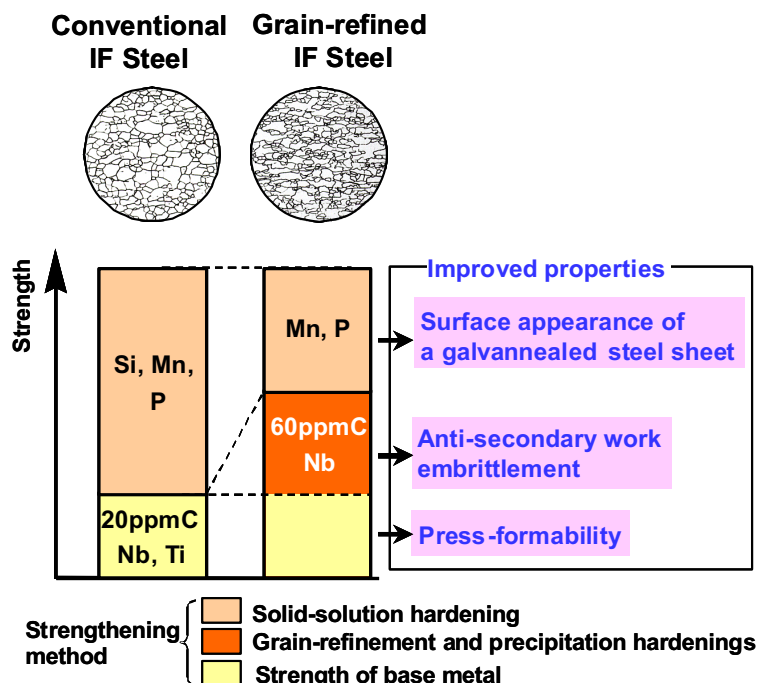 Conventional
IF Steel
Grain-refined
IF Steel
Strength
Si, Mn,
P
20ppmC
Nb, Ti
Mn, P
60ppmC
Nb
Improved properties
Surface appearance of
a galvannealed steel sheet
Anti-secondary work
embrittlement
Press-formability
Strengthening
method
Solid-solution hardening
Grain-refinement and precipitation hardenings
Strength of base metal